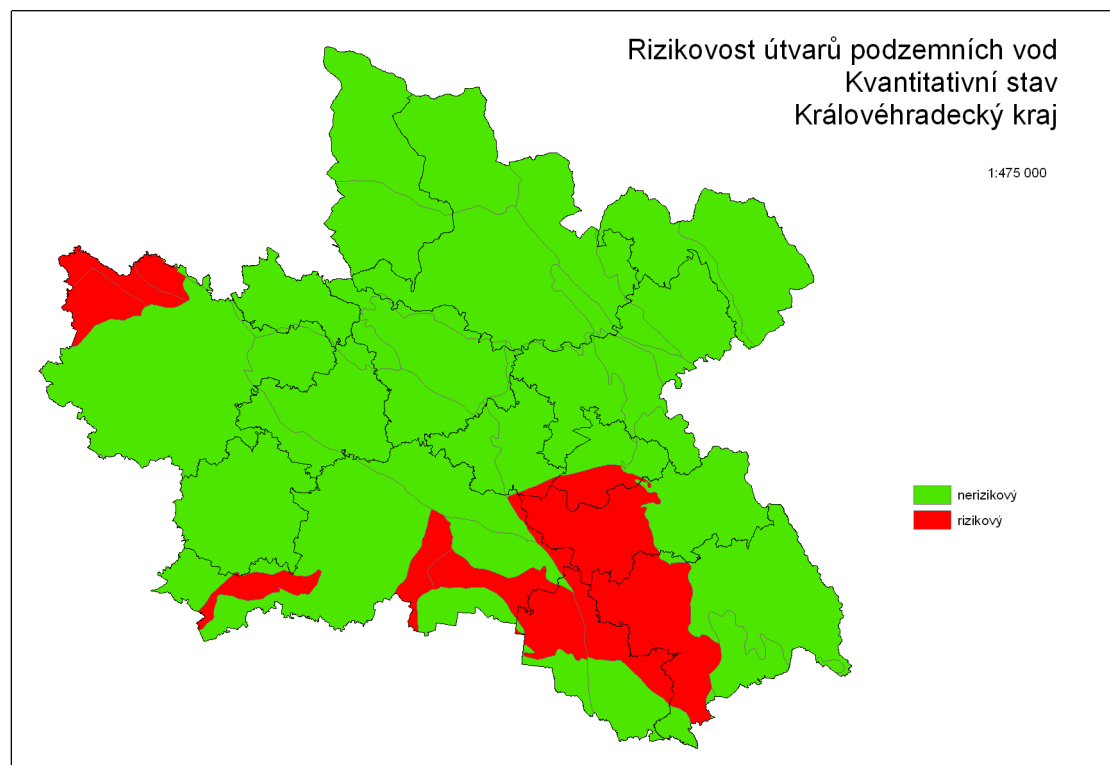 Rizikovost útvarů podzemních vod
Kvantitativní stav
Královéhradecký kraj
1:475 000
nerizikový
rizikový